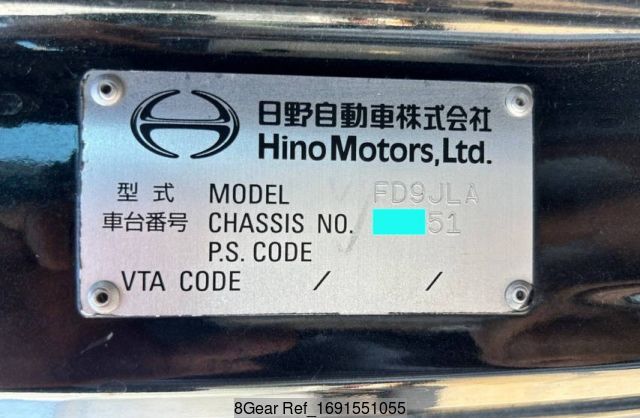 日野自動車株式会社
Hino Motors, Ltd.
型式 MODEL FD9JLA
車台番号 CHASSIS NO. 51
P.S. CODE
VTA CODE / /
8Gear Ref_1691551055